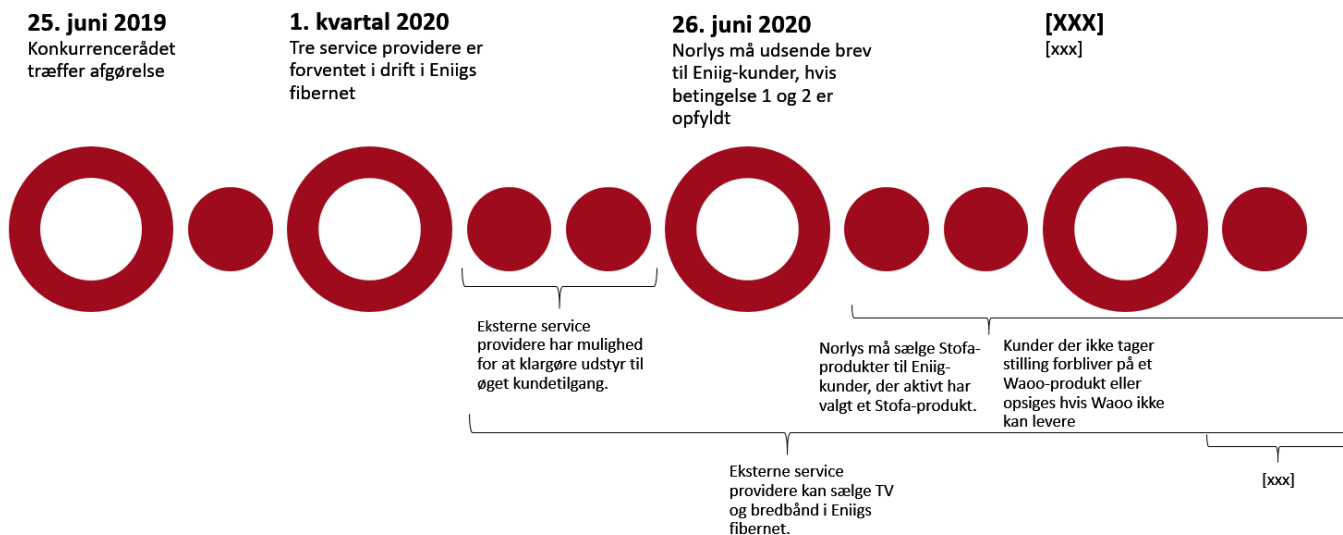 25. juni 2019
Konkurrencerådet
træffer afgørelse
1. kvartal 2020
Tre service providere er
forventet i drift i Eniigs
fibernet
26. juni 2020
Norlys må udsende brev
til Eniig-kunder, hvis
betingelse 1 og 2 er
opfyldt
[XXX]
[xxx]
Eksterne service
providere har mulighed
for at klargøre udstyr til
øget kundetilgang.
Norlys må sælge Stofa-
produkter til Eniig-
kunder, der aktivt har
valgt et Stofa-produkt.
Kunder der ikke tager
stilling forbliver på et
Waoo-produkt eller
opsiges hvis Waoo ikke
kan levere
Eksterne service
providere kan sælge TV
og bredbånd i Eniigs
fibernet.
[xxx]